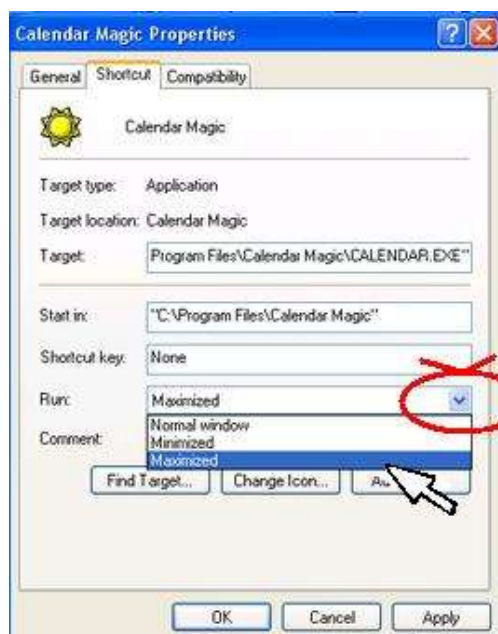 Calendar Magic Properties
General Shortcut Compatibility
Calendar Magic
Target type: Application
Target location: Calendar Magic
Target: Program Files\Calendar Magic\CALENDAR.EXE"
Start in: "C:\Program Files\Calendar Magic"
Shortcut key: None
Run: Maximized
Normal window
Minimized
Comment:
Maximized
Find Target... Change Icon...
OK Cancel Apply